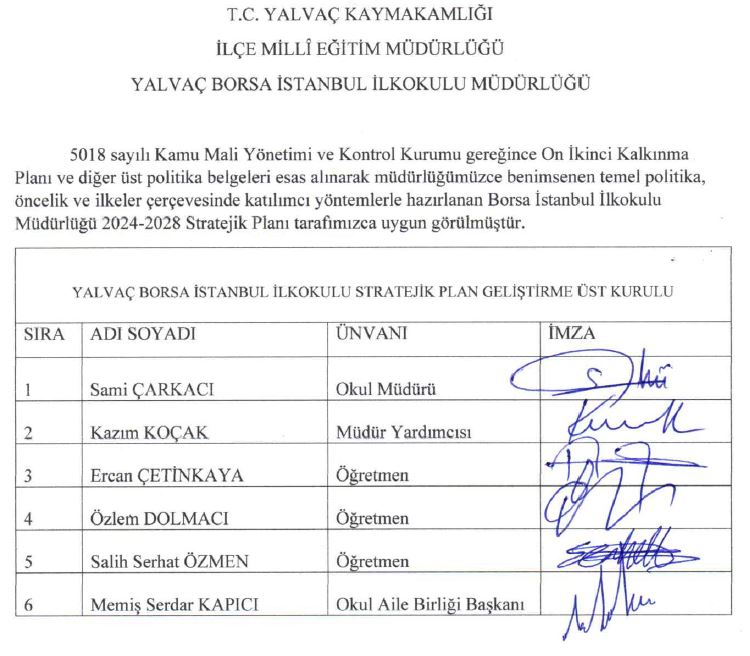 T.C. YALVAÇ KAYMAKAMLIĞI
İLÇE MİLLÎ EĞİTİM MÜDÜRLÜĞÜ
YALVAÇ BORSA İSTANBUL İLKOKULU MÜDÜRLÜĞÜ
5018 sayılı Kamu Mali Yönetimi ve Kontrol Kurumu gereğince On İkinci Kalkınma
Planı ve diğer üst politika belgeleri esas alınarak müdürlüğümüzce benimsenen temel politika,
öncelik ve ilkeler çerçevesinde katılımcı yöntemlerle hazırlanan Borsa İstanbul İlkokulu
Müdürlüğü 2024-2028 Stratejik Planı tarafımızca uygun görülmüştür.
YALVAÇ BORSA İSTANBUL İLKOKULU STRATEJİK PLAN GELİŞTİRME ÜST KURULU
SIRA ADI SOYADI ÜNVANI İMZA
1 Sami ÇARKACI Okul Müdürü
2 Kazım KOÇAK Müdür Yardımcısı
3 Ercan ÇETİNKAYA Öğretmen
4 Özlem DOLMACI Öğretmen
5 Salih Serhat ÖZMEN Öğretmen
6 Memiş Serdar KAPICI Okul Aile Birliği Başkanı